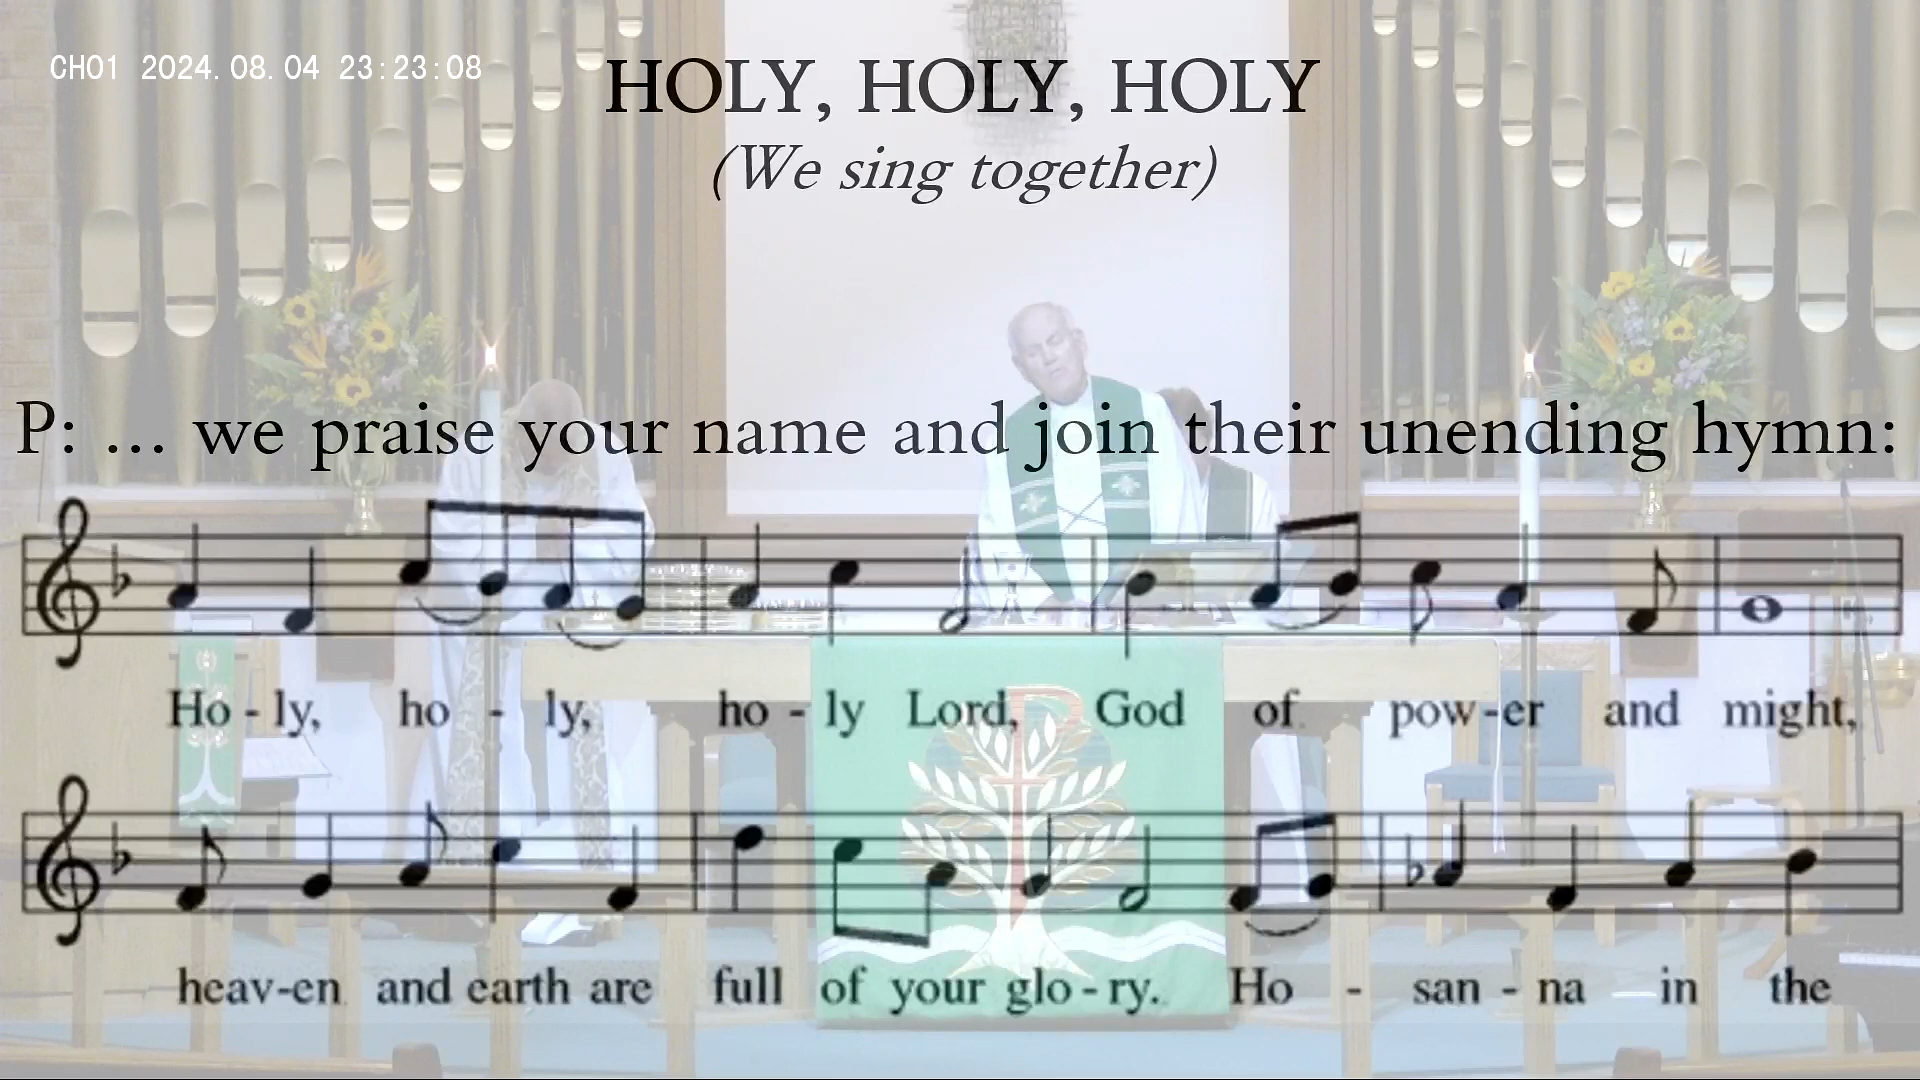 CH01 2024.08.04 23:23:08
HOLY, HOLY, HOLY
(We sing together)
P: ... we praise your name and join their unending hymn:
Ho - ly, ho - ly, ho - ly Lord, God of pow-er and might,
heav-en and earth are full of your glo - ry. Ho - san - na in the